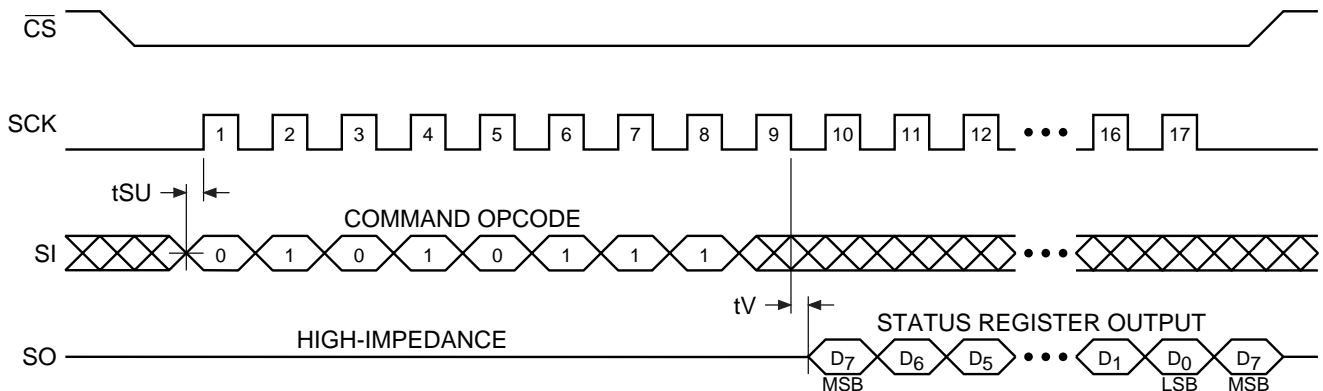 CS
SCK
1 2 3 4 5 6 7 8 9 10 11 12 ••• 16 17
tSU
COMMAND OPCODE
SI
0 1 0 1 0 1 1 1 •••
tV
HIGH-IMPEDANCE
STATUS REGISTER OUTPUT
SO
D7 D6 D5 ••• D1 D0 D7
MSB LSB MSB